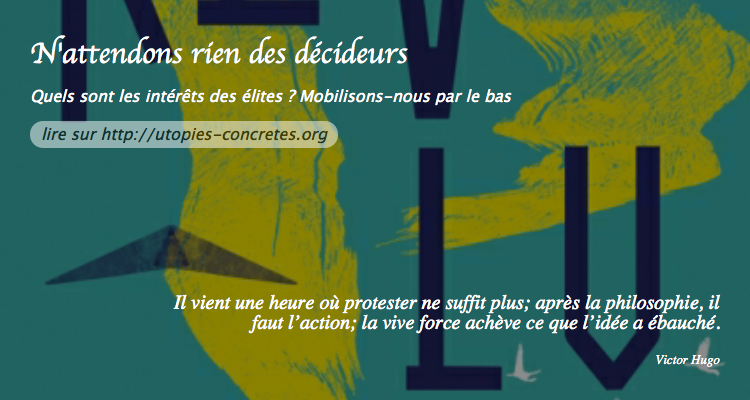 N'attendons rien des décideurs
Quels sont les intérêts des élites ? Mobilisons-nous par le bas
lire sur http://utopies-concretes.org
Il vient une heure où protester ne suffit plus; après la philosophie, il
faut l’action; la vive force achève ce que l’idée a ébauché.
Victor Hugo